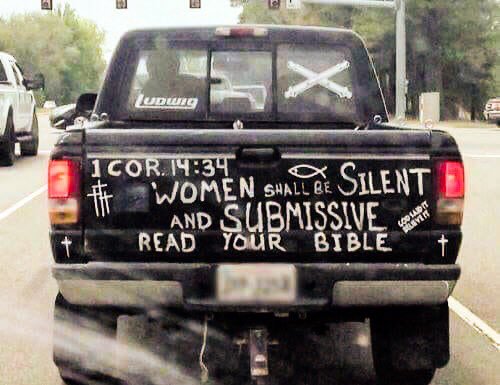 Ludwig
1 COR. 14:34
WOMEN SHALL BE SILENT
AND SUBMISSIVE
GOD SAID IT
BELIEVE IT
READ YOUR BIBLE